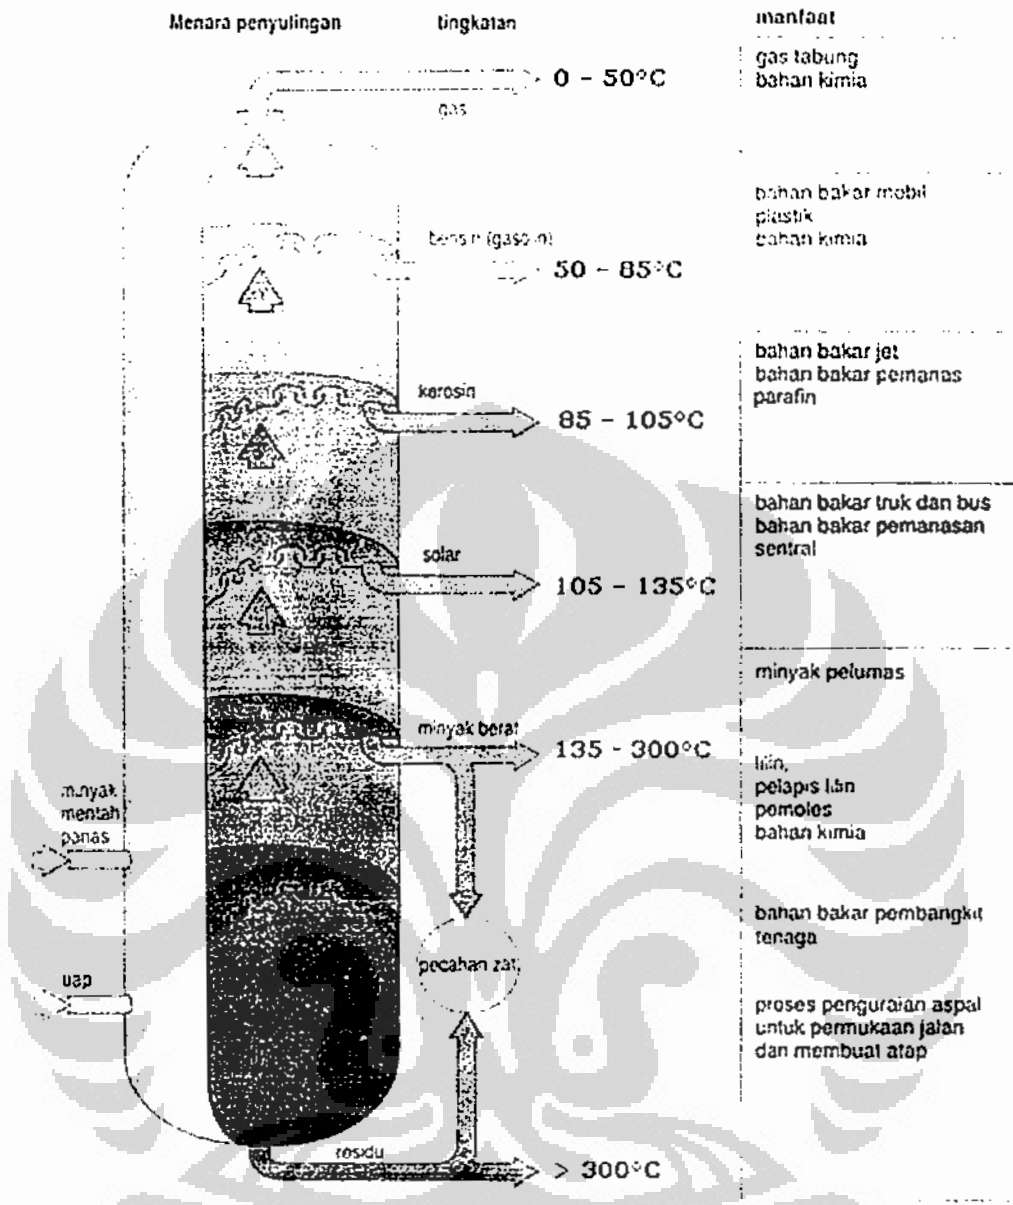 Menara penyulingan
tingkatan
manfaat
gas
0 - 50°C
gas tabung
bahan kimia
bensin (gasolin)
50 - 85°C
bahan bakar mobil
plastik
bahan kimia
kerosin
85 - 105°C
bahan bakar jet
bahan bakar pemanas
parafin
solar
105 - 135°C
bahan bakar truk dan bus
bahan bakar pemanasan
sentral
minyak berat
135 - 300°C
minyak pelumas
lilin,
pelapis lilin
pemoles
bahan kimia
minyak
mentah
panas
bahan bakar pembangkit
tenaga
pecahan zat
uap
proses penguraian aspal
untuk permukaan jalan
dan membuat atap
residu
> 300°C